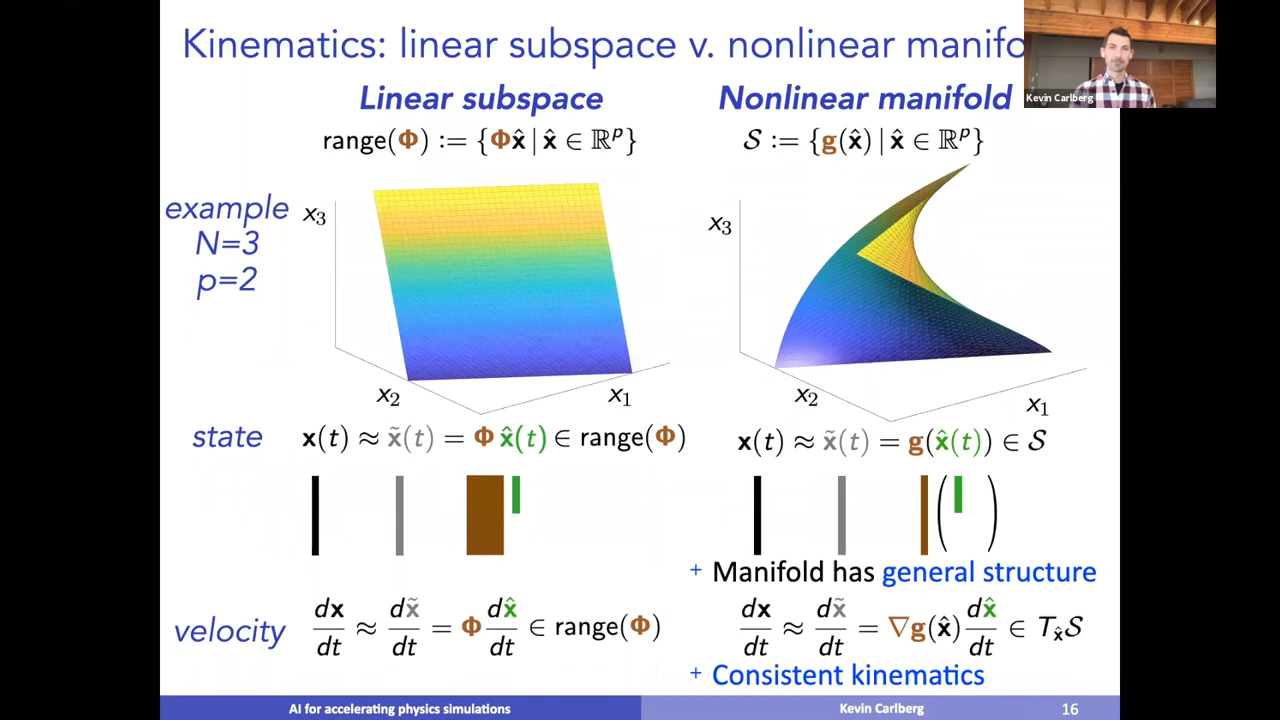 Kinematics: linear subspace v. nonlinear manifo
Kevin Carlberg
Linear subspace
Nonlinear manifold
range(Φ) := {Φx̂ | x̂ ∈ ℝᵖ}
𝒮 := {g(x̂) | x̂ ∈ ℝᵖ}
example
N=3
p=2
x₃
x₂
x₁
x₃
x₂
x₁
state
x(t) ≈ x̃(t) = Φ x̂(t) ∈ range(Φ)
x(t) ≈ x̃(t) = g(x̂(t)) ∈ 𝒮
+ Manifold has general structure
velocity
dx/dt ≈ dx̃/dt = Φ dx̂/dt ∈ range(Φ)
dx/dt ≈ dx̃/dt = ∇g(x̂) dx̂/dt ∈ T_x̂ 𝒮
+ Consistent kinematics
AI for accelerating physics simulations
Kevin Carlberg
16